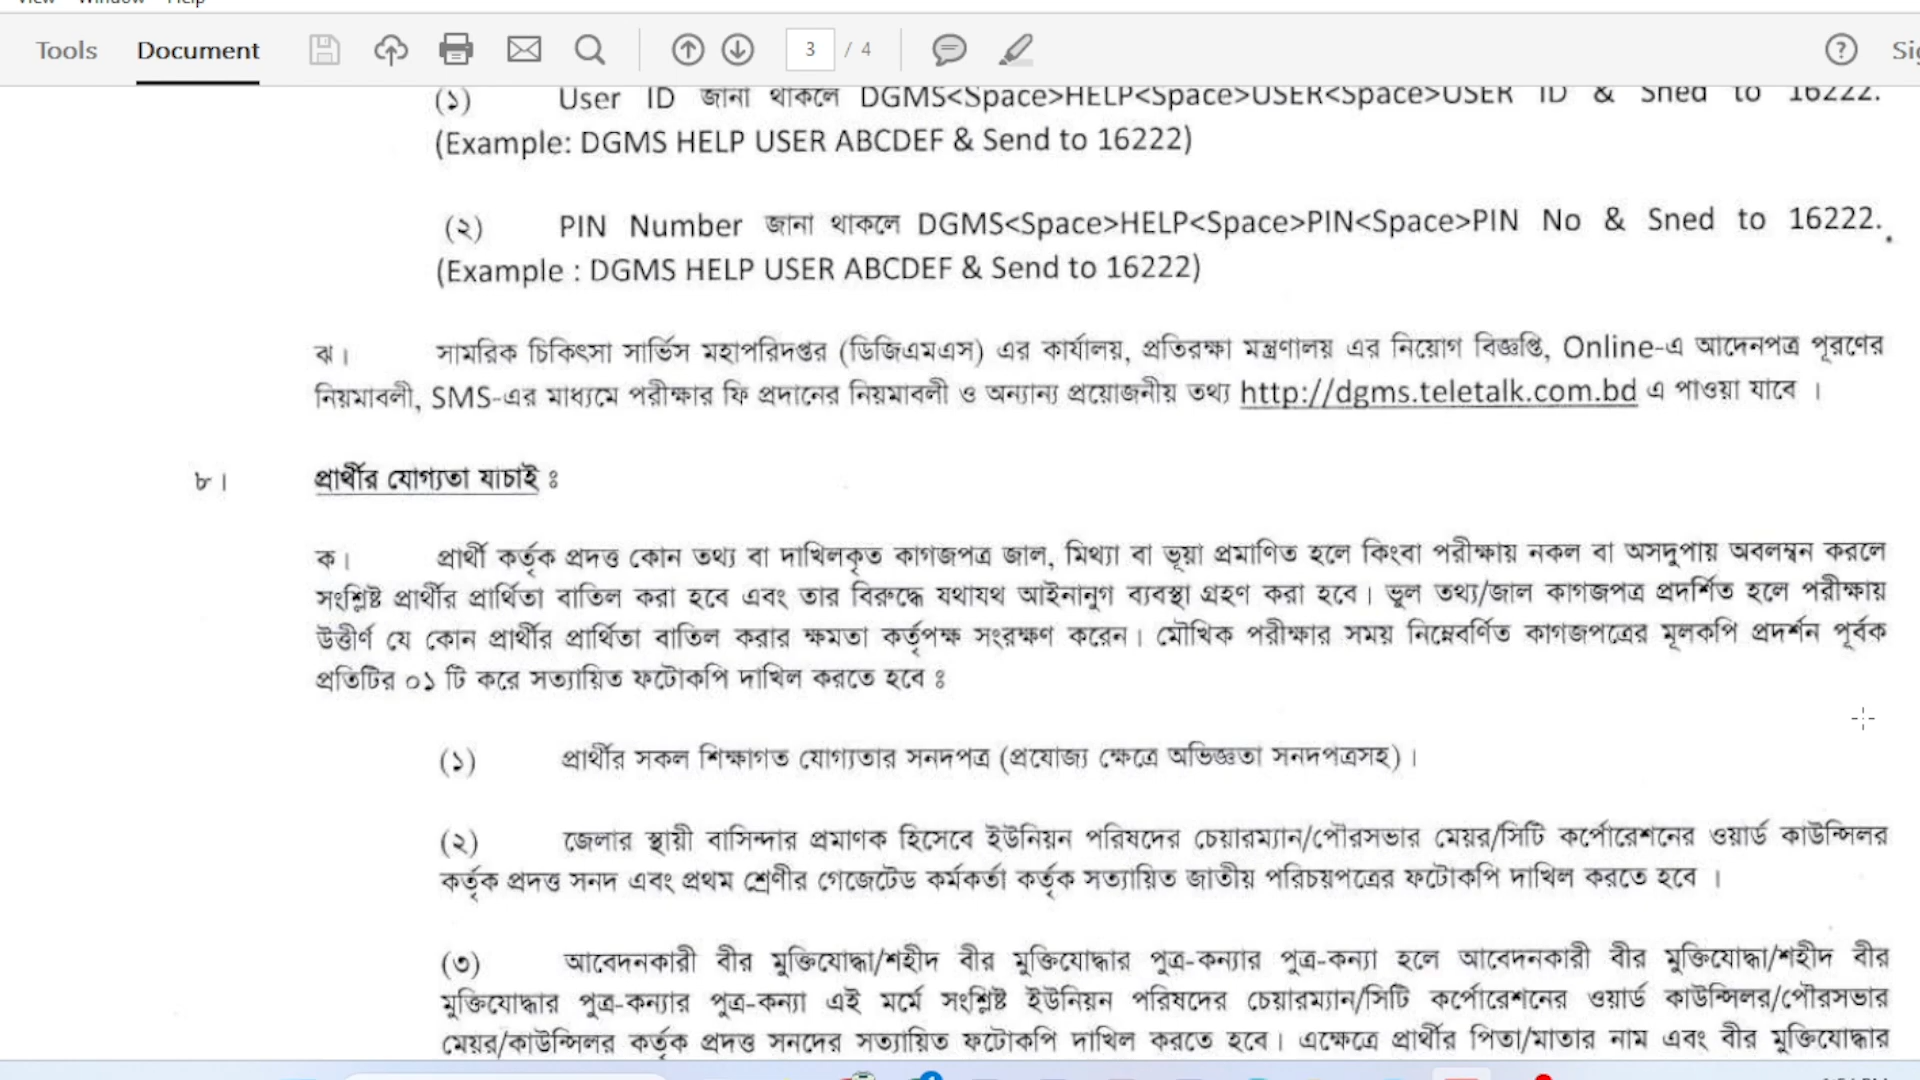 Tools Document 3 / 4
(১) User ID জানা থাকলে DGMS<Space>HELP<Space>USER<Space>USER ID & Sned to 16222.
(Example: DGMS HELP USER ABCDEF & Send to 16222)
(২) PIN Number জানা থাকলে DGMS<Space>HELP<Space>PIN<Space>PIN No & Sned to 16222.
(Example : DGMS HELP USER ABCDEF & Send to 16222)
ঝ। সামরিক চিকিৎসা সার্ভিস মহাপরিদপ্তর (ডিজিএমএস) এর কার্যালয়, প্রতিরক্ষা মন্ত্রণালয় এর নিয়োগ বিজ্ঞপ্তি, Online-এ আদেনপত্র পূরণের
নিয়মাবলী, SMS-এর মাধ্যমে পরীক্ষার ফি প্রদানের নিয়মাবলী ও অন্যান্য প্রয়োজনীয় তথ্য http://dgms.teletalk.com.bd এ পাওয়া যাবে ।
৮। প্রার্থীর যোগ্যতা যাচাই ঃ
ক। প্রার্থী কর্তৃক প্রদত্ত কোন তথ্য বা দাখিলকৃত কাগজপত্র জাল, মিথ্যা বা ভূয়া প্রমাণিত হলে কিংবা পরীক্ষায় নকল বা অসদুপায় অবলম্বন করলে
সংশ্লিষ্ট প্রার্থীর প্রার্থিতা বাতিল করা হবে এবং তার বিরুদ্ধে যথাযথ আইনানুগ ব্যবস্থা গ্রহণ করা হবে। ভুল তথ্য/জাল কাগজপত্র প্রদর্শিত হলে পরীক্ষায়
উত্তীর্ণ যে কোন প্রার্থীর প্রার্থিতা বাতিল করার ক্ষমতা কর্তৃপক্ষ সংরক্ষণ করেন। মৌখিক পরীক্ষার সময় নিম্নেবর্ণিত কাগজপত্রের মূলকপি প্রদর্শন পূর্বক
প্রতিটির ০১ টি করে সত্যায়িত ফটোকপি দাখিল করতে হবে ঃ
(১) প্রার্থীর সকল শিক্ষাগত যোগ্যতার সনদপত্র (প্রযোজ্য ক্ষেত্রে অভিজ্ঞতা সনদপত্রসহ) ।
(২) জেলার স্থায়ী বাসিন্দার প্রমাণক হিসেবে ইউনিয়ন পরিষদের চেয়ারম্যান/পৌরসভার মেয়র/সিটি কর্পোরেশনের ওয়ার্ড কাউন্সিলর
কর্তৃক প্রদত্ত সনদ এবং প্রথম শ্রেণীর গেজেটেড কর্মকর্তা কর্তৃক সত্যায়িত জাতীয় পরিচয়পত্রের ফটোকপি দাখিল করতে হবে ।
(৩) আবেদনকারী বীর মুক্তিযোদ্ধা/শহীদ বীর মুক্তিযোদ্ধার পুত্র-কন্যার পুত্র-কন্যা হলে আবেদনকারী বীর মুক্তিযোদ্ধা/শহীদ বীর
মুক্তিযোদ্ধার পুত্র-কন্যার পুত্র-কন্যা এই মর্মে সংশ্লিষ্ট ইউনিয়ন পরিষদের চেয়ারম্যান/সিটি কর্পোরেশনের ওয়ার্ড কাউন্সিলর/পৌরসভার
মেয়র/কাউন্সিলর কর্তৃক প্রদত্ত সনদের সত্যায়িত ফটোকপি দাখিল করতে হবে। এক্ষেত্রে প্রার্থীর পিতা/মাতার নাম এবং বীর মুক্তিযোদ্ধার